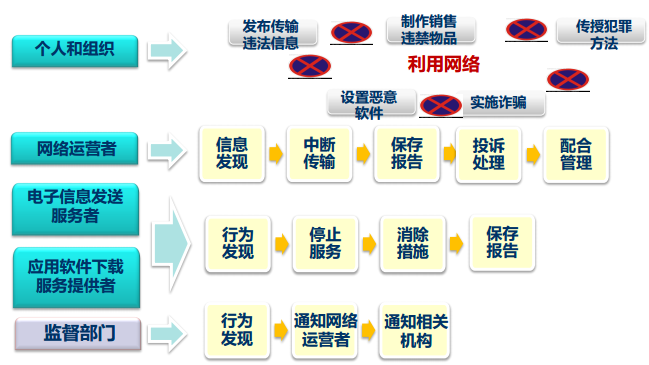 个人和组织
发布传输
违法信息
制作销售
违禁物品
传授犯罪
方法
利用网络
设置恶意
软件
实施诈骗
网络运营者
信息
发现
中断
传输
保存
报告
投诉
处理
配合
管理
电子信息发送
服务者
应用软件下载
服务提供者
行为
发现
停止
服务
消除
措施
保存
报告
监督部门
行为
发现
通知网络
运营者
通知相关
机构